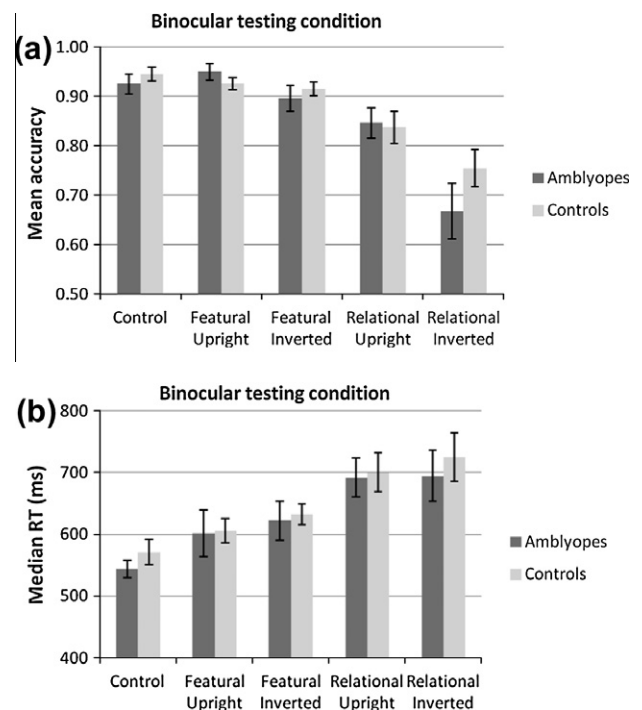 Binocular testing condition
(a)
Mean accuracy
1.00
0.90
0.80
0.70
0.60
0.50
Control
Featural Upright
Featural Inverted
Relational Upright
Relational Inverted
Amblyopes
Controls
Binocular testing condition
(b)
Median RT (ms)
800
700
600
500
400
Control
Featural Upright
Featural Inverted
Relational Upright
Relational Inverted
Amblyopes
Controls